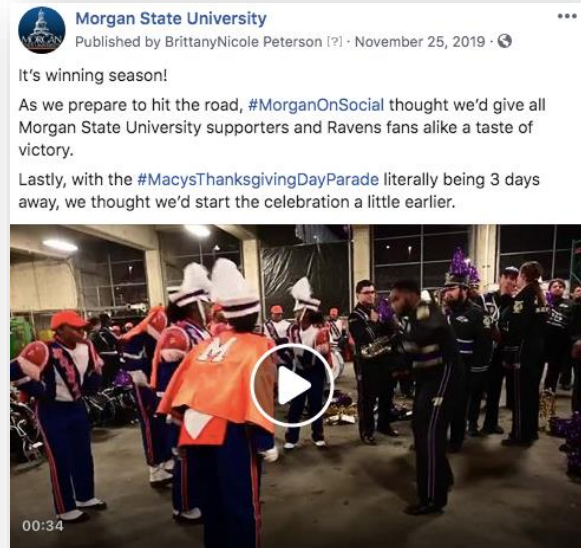 Morgan State University
Published by BrittanyNicole Peterson [?] · November 25, 2019 ·
It's winning season!
As we prepare to hit the road, #MorganOnSocial thought we'd give all
Morgan State University supporters and Ravens fans alike a taste of
victory.
Lastly, with the #MacysThanksgivingDayParade literally being 3 days
away, we thought we'd start the celebration a little earlier.
MORGAN
M
00:34